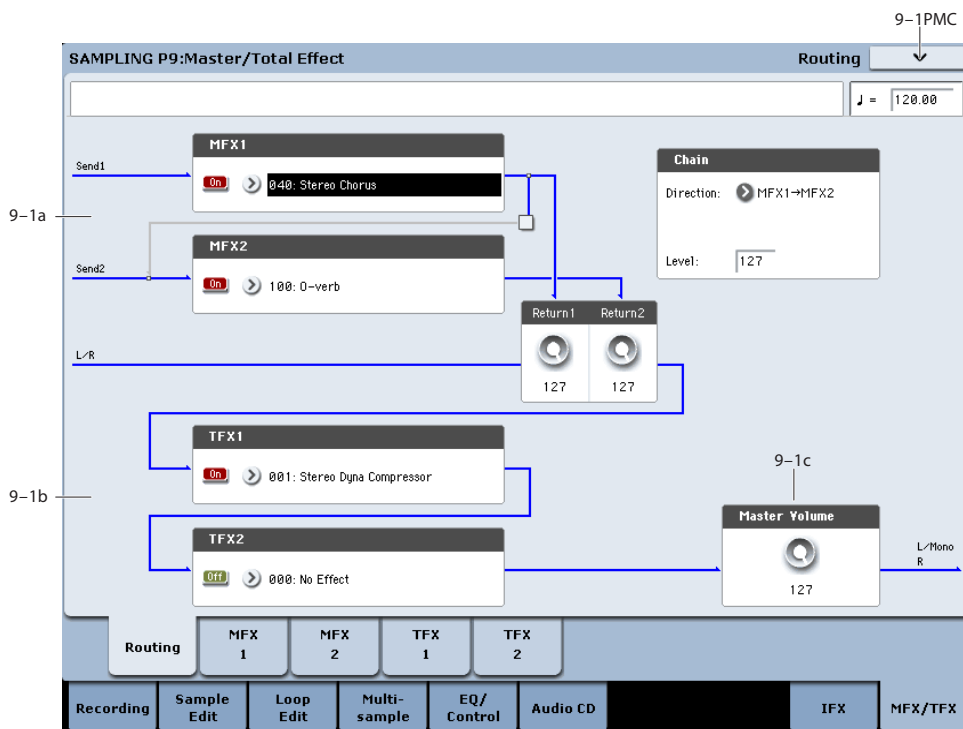 9-1PMC
SAMPLING P9:Master/Total Effect
Routing
♩ = 120.00
MFX1
Send1
On
040: Stereo Chorus
Chain
Direction: MFX1→MFX2
Level: 127
9-1a
MFX2
Send2
On
100: O-verb
Return1 Return2
127 127
L/R
TFX1
On
001: Stereo Dyna Compressor
9-1b
9-1c
TFX2
Off
000: No Effect
Master Volume
127
L/Mono
R
Routing
MFX
1
MFX
2
TFX
1
TFX
2
Recording
Sample
Edit
Loop
Edit
Multi-
sample
EQ/
Control
Audio CD
IFX
MFX/TFX